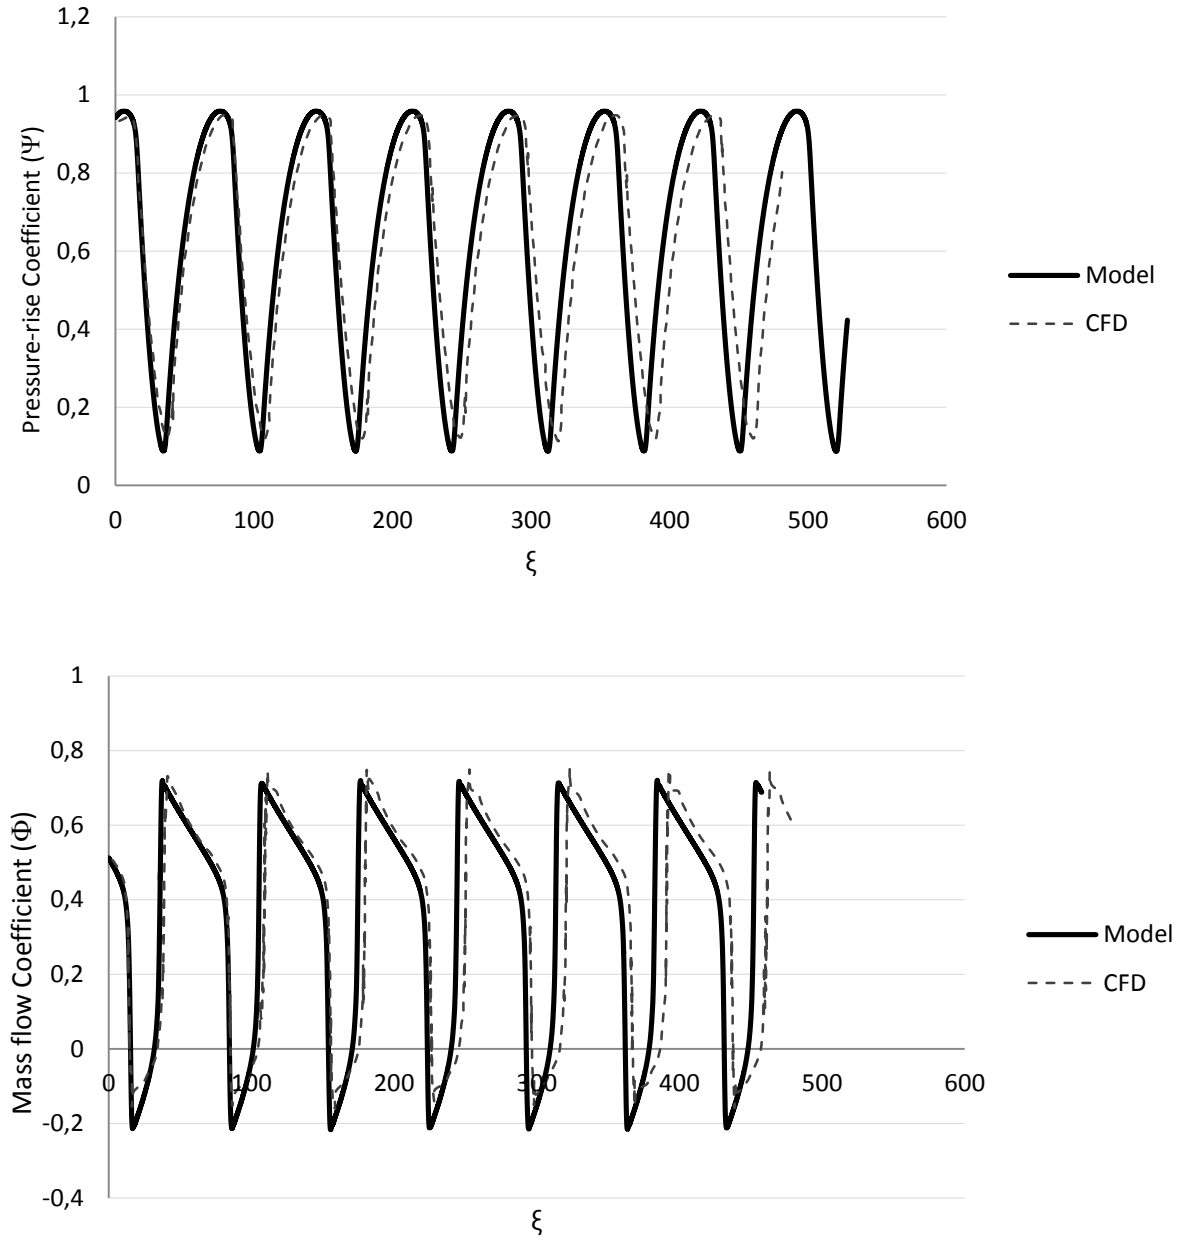 1,2
1
0,8
0,6
0,4
0,2
0
Pressure-rise Coefficient (Ψ)
0 100 200 300 400 500 600
ξ
Model
CFD
1
0,8
0,6
0,4
0,2
0
-0,2
-0,4
Mass flow Coefficient (Φ)
0 100 200 300 400 500 600
ξ
Model
CFD